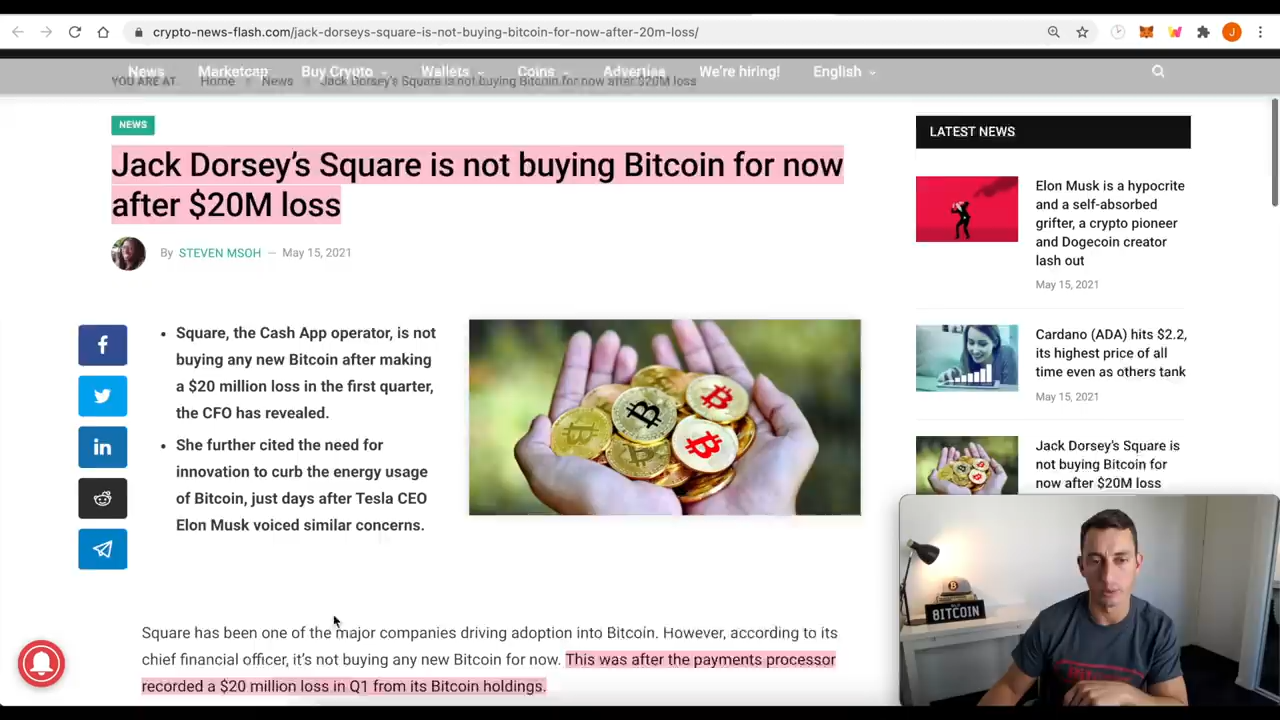 crypto-news-flash.com/jack-dorseys-square-is-not-buying-bitcoin-for-now-after-20m-loss/
J
News Marketcap Buy Crypto Wallets Coins Advertise We're hiring! English
YOU ARE AT: Home News Jack Dorsey's Square is not buying Bitcoin for now after $20M loss
NEWS
Jack Dorsey's Square is not buying Bitcoin for now
after $20M loss
By STEVEN MSOH — May 15, 2021
• Square, the Cash App operator, is not
buying any new Bitcoin after making
a $20 million loss in the first quarter,
the CFO has revealed.
• She further cited the need for
innovation to curb the energy usage
of Bitcoin, just days after Tesla CEO
Elon Musk voiced similar concerns.
Square has been one of the major companies driving adoption into Bitcoin. However, according to its
chief financial officer, it's not buying any new Bitcoin for now. This was after the payments processor
recorded a $20 million loss in Q1 from its Bitcoin holdings.
LATEST NEWS
Elon Musk is a hypocrite
and a self-absorbed
grifter, a crypto pioneer
and Dogecoin creator
lash out
May 15, 2021
Cardano (ADA) hits $2.2,
its highest price of all
time even as others tank
May 15, 2021
Jack Dorsey's Square is
not buying Bitcoin for
now after $20M loss
BITCOIN